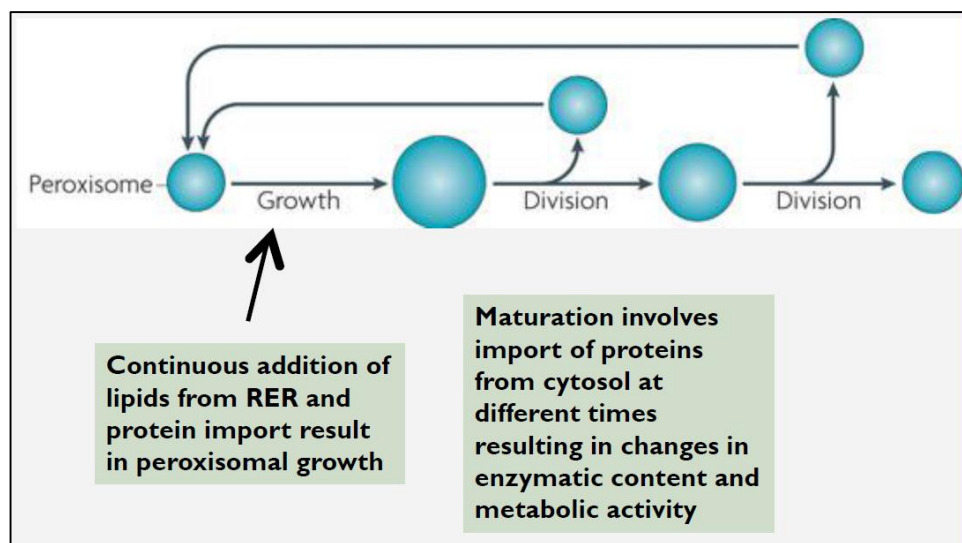 Peroxisome
Growth
Division
Division
Continuous addition of
lipids from RER and
protein import result
in peroxisomal growth
Maturation involves
import of proteins
from cytosol at
different times
resulting in changes in
enzymatic content and
metabolic activity